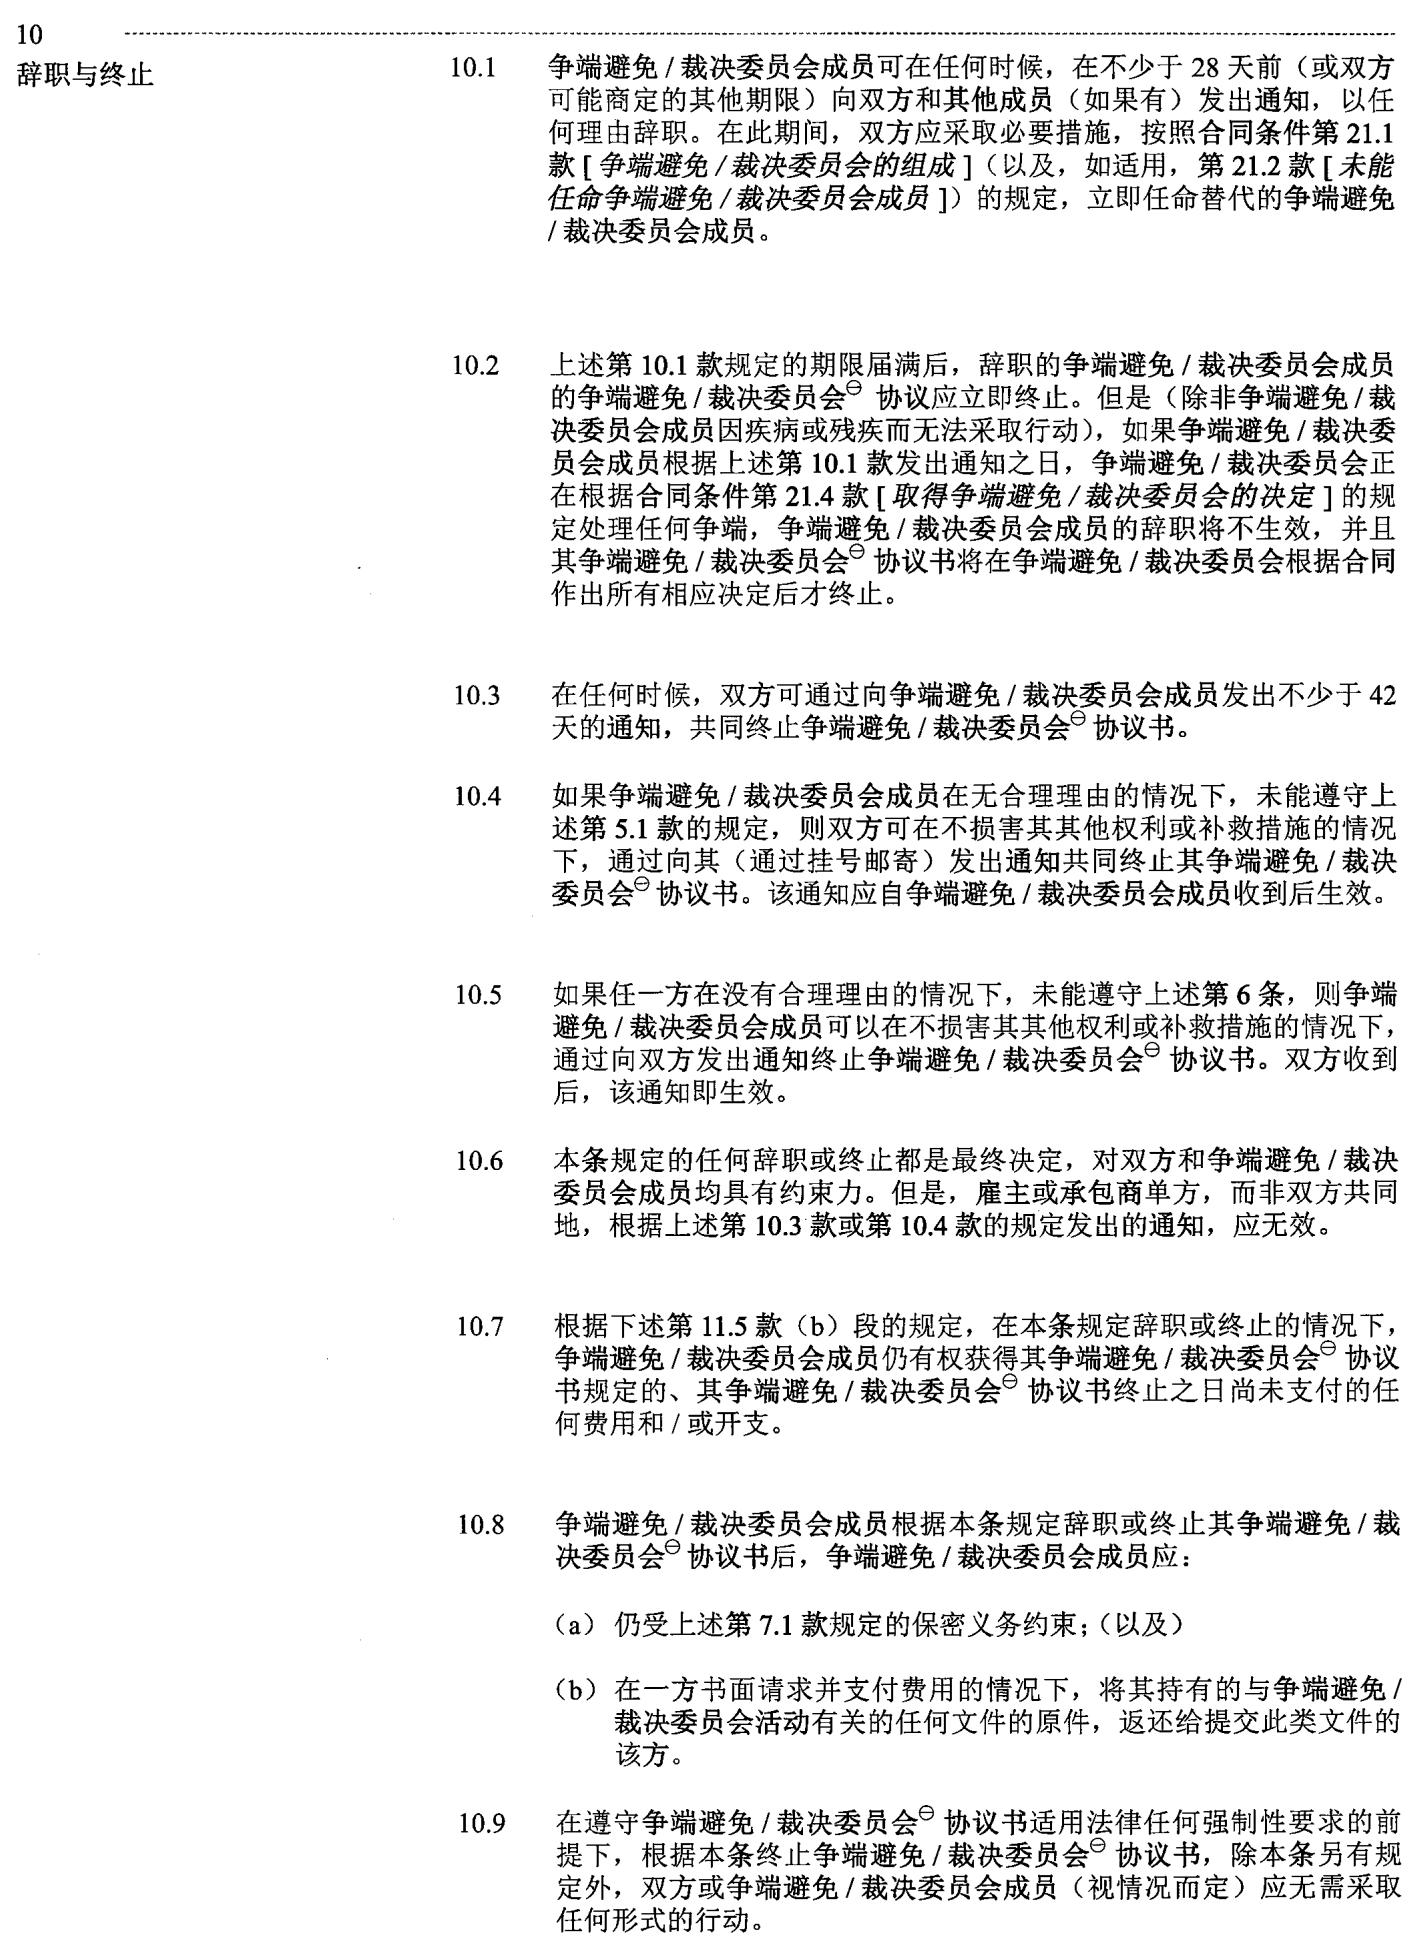 10
辞职与终止
10.1 争端避免 / 裁决委员会成员可在任何时候，在不少于 28 天前（或双方
可能商定的其他期限）向双方和其他成员（如果有）发出通知，以任
何理由辞职。在此期间，双方应采取必要措施，按照合同条件第 21.1
款 [ 争端避免 / 裁决委员会的组成 ]（以及，如适用，第 21.2 款 [ 未能
任命争端避免 / 裁决委员会成员 ]）的规定，立即任命替代的争端避免
/ 裁决委员会成员。
10.2 上述第 10.1 款规定的期限届满后，辞职的争端避免 / 裁决委员会成员
的争端避免 / 裁决委员会⊖ 协议应立即终止。但是（除非争端避免 / 裁
决委员会成员因疾病或残疾而无法采取行动），如果争端避免 / 裁决委
员会成员根据上述第 10.1 款发出通知之日，争端避免 / 裁决委员会正
在根据合同条件第 21.4 款 [ 取得争端避免 / 裁决委员会的决定 ] 的规
定处理任何争端，争端避免 / 裁决委员会成员的辞职将不生效，并且
其争端避免 / 裁决委员会⊖ 协议书将在争端避免 / 裁决委员会根据合同
作出所有相应决定后才终止。
10.3 在任何时候，双方可通过向争端避免 / 裁决委员会成员发出不少于 42
天的通知，共同终止争端避免 / 裁决委员会⊖ 协议书。
10.4 如果争端避免 / 裁决委员会成员在无合理理由的情况下，未能遵守上
述第 5.1 款的规定，则双方可在不损害其其他权利或补救措施的情况
下，通过向其（通过挂号邮寄）发出通知共同终止其争端避免 / 裁决
委员会⊖ 协议书。该通知应自争端避免 / 裁决委员会成员收到后生效。
10.5 如果任一方在没有合理理由的情况下，未能遵守上述第 6 条，则争端
避免 / 裁决委员会成员可以在不损害其其他权利或补救措施的情况下，
通过向双方发出通知终止争端避免 / 裁决委员会⊖ 协议书。双方收到
后，该通知即生效。
10.6 本条规定的任何辞职或终止都是最终决定，对双方和争端避免 / 裁决
委员会成员均具有约束力。但是，雇主或承包商单方，而非双方共同
地，根据上述第 10.3 款或第 10.4 款的规定发出的通知，应无效。
10.7 根据下述第 11.5 款（b）段的规定，在本条规定辞职或终止的情况下，
争端避免 / 裁决委员会成员仍有权获得其争端避免 / 裁决委员会⊖ 协议
书规定的、其争端避免 / 裁决委员会⊖ 协议书终止之日尚未支付的任
何费用和 / 或开支。
10.8 争端避免 / 裁决委员会成员根据本条规定辞职或终止其争端避免 / 裁
决委员会⊖ 协议书后，争端避免 / 裁决委员会成员应：
（a）仍受上述第 7.1 款规定的保密义务约束；（以及）
（b）在一方书面请求并支付费用的情况下，将其持有的与争端避免 /
裁决委员会活动有关的任何文件的原件，返还给提交此类文件的
该方。
10.9 在遵守争端避免 / 裁决委员会⊖ 协议书适用法律任何强制性要求的前
提下，根据本条终止争端避免 / 裁决委员会⊖ 协议书，除本条另有规
定外，双方或争端避免 / 裁决委员会成员（视情况而定）应无需采取
任何形式的行动。